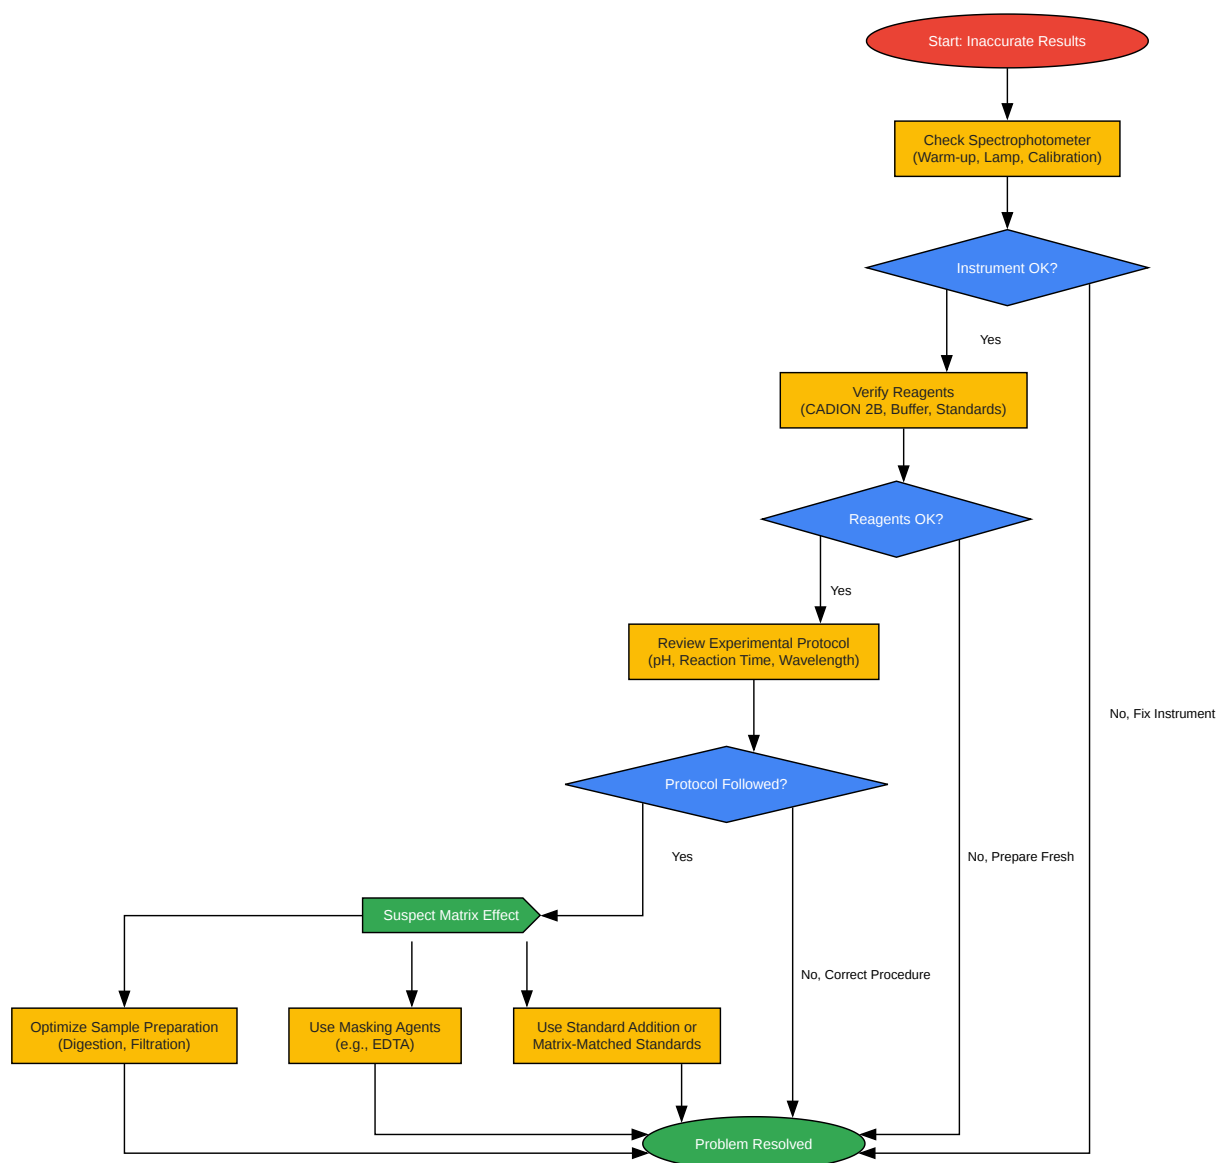 Start: Inaccurate Results
Check Spectrophotometer
(Warm-up, Lamp, Calibration)
Instrument OK?
Yes
Verify Reagents
(CADION 2B, Buffer, Standards)
Reagents OK?
Yes
Review Experimental Protocol
(pH, Reaction Time, Wavelength)
No, Fix Instrument
Protocol Followed?
Yes
No, Prepare Fresh
Suspect Matrix Effect
No, Correct Procedure
Optimize Sample Preparation
(Digestion, Filtration)
Use Masking Agents
(e.g., EDTA)
Use Standard Addition or
Matrix-Matched Standards
Problem Resolved